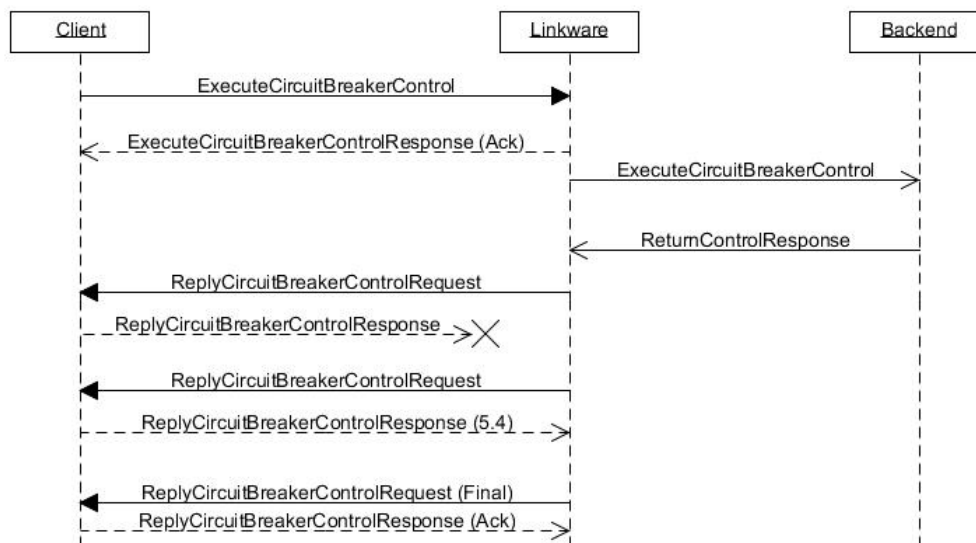 Client
Linkware
Backend
ExecuteCircuitBreakerControl
ExecuteCircuitBreakerControlResponse (Ack)
ExecuteCircuitBreakerControl
ReturnControlResponse
ReplyCircuitBreakerControlRequest
ReplyCircuitBreakerControlResponse
ReplyCircuitBreakerControlRequest
ReplyCircuitBreakerControlResponse (5.4)
ReplyCircuitBreakerControlRequest (Final)
ReplyCircuitBreakerControlResponse (Ack)